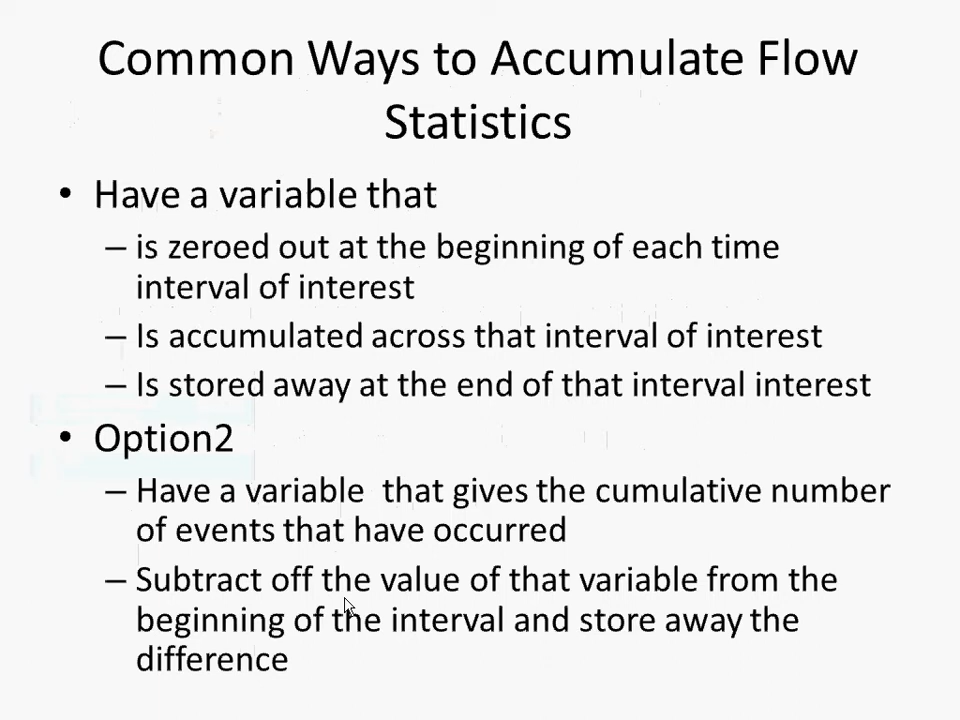 Common Ways to Accumulate Flow
Statistics
• Have a variable that
– is zeroed out at the beginning of each time
interval of interest
– Is accumulated across that interval of interest
– Is stored away at the end of that interval interest
• Option2
– Have a variable  that gives the cumulative number
of events that have occurred
– Subtract off the value of that variable from the
beginning of the interval and store away the
difference